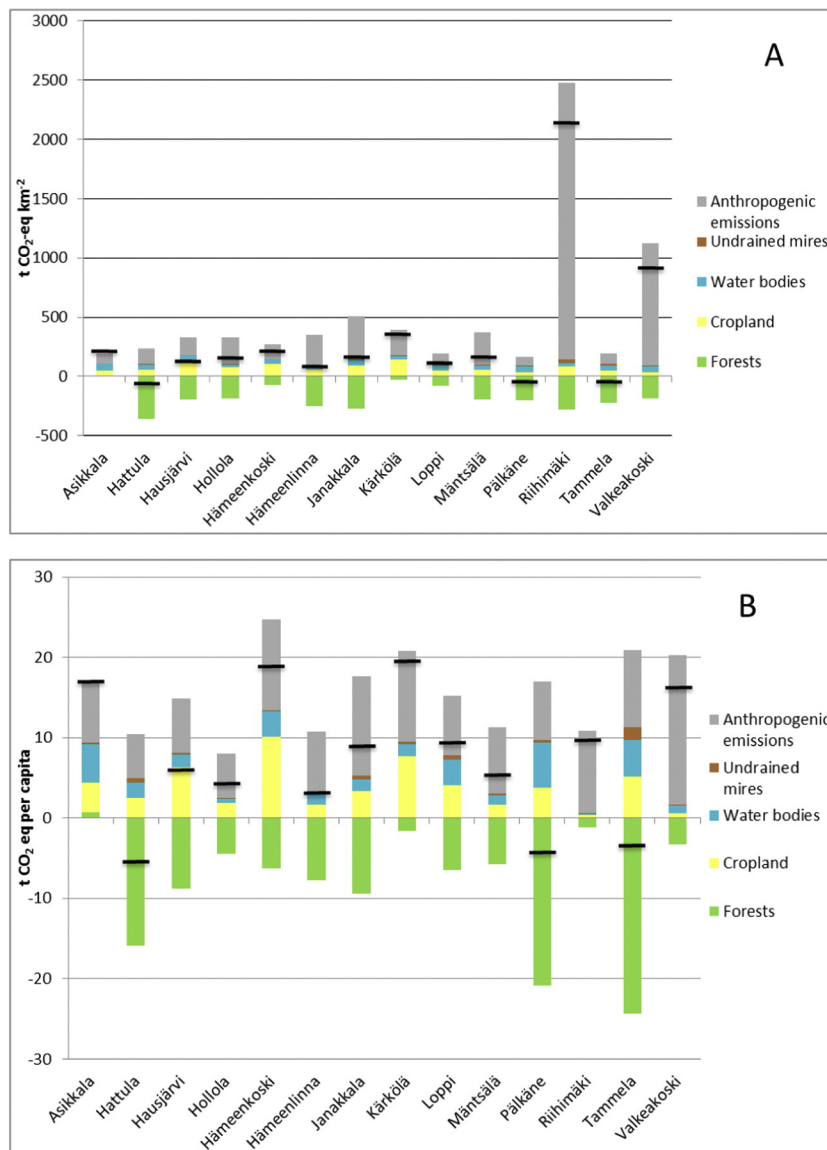 A
3000
2500
2000
1500
1000
500
0
-500
t CO₂-eq km⁻²
Asikkala
Hattula
Hausjärvi
Hollola
Hämeenkoski
Hämeenlinna
Janakkala
Kärkölä
Loppi
Mäntsälä
Pälkäne
Riihimäki
Tammela
Valkeakoski
Anthropogenic
emissions
Undrained mires
Water bodies
Cropland
Forests
B
30
20
10
0
-10
-20
-30
t CO₂ eq per capita
Asikkala
Hattula
Hausjärvi
Hollola
Hämeenkoski
Hämeenlinna
Janakkala
Kärkölä
Loppi
Mäntsälä
Pälkäne
Riihimäki
Tammela
Valkeakoski
Anthropogenic
emissions
Undrained
mires
Water bodies
Cropland
Forests